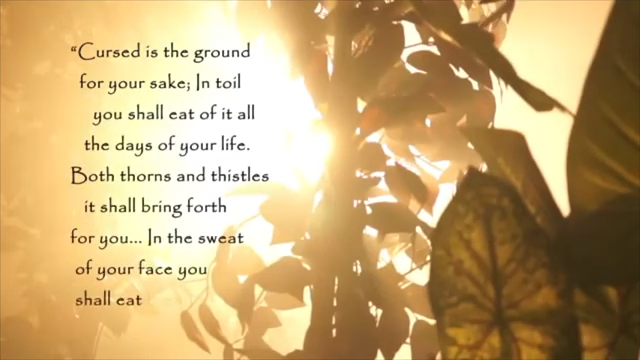 “Cursed is the ground
for your sake; In toil
you shall eat of it all
the days of your life.
Both thorns and thistles
it shall bring forth
for you... In the sweat
of your face you
shall eat